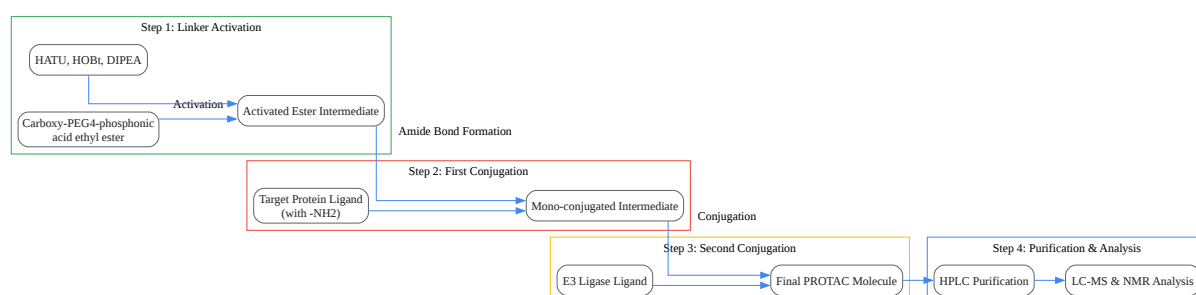 Step 1: Linker Activation
HATU, HOBt, DIPEA
Activation
Activated Ester Intermediate
Carboxy-PEG4-phosphonic
acid ethyl ester
Amide Bond Formation
Step 2: First Conjugation
Target Protein Ligand
(with -NH2)
Mono-conjugated Intermediate
Conjugation
Step 3: Second Conjugation
E3 Ligase Ligand
Final PROTAC Molecule
Step 4: Purification & Analysis
HPLC Purification
LC-MS & NMR Analysis